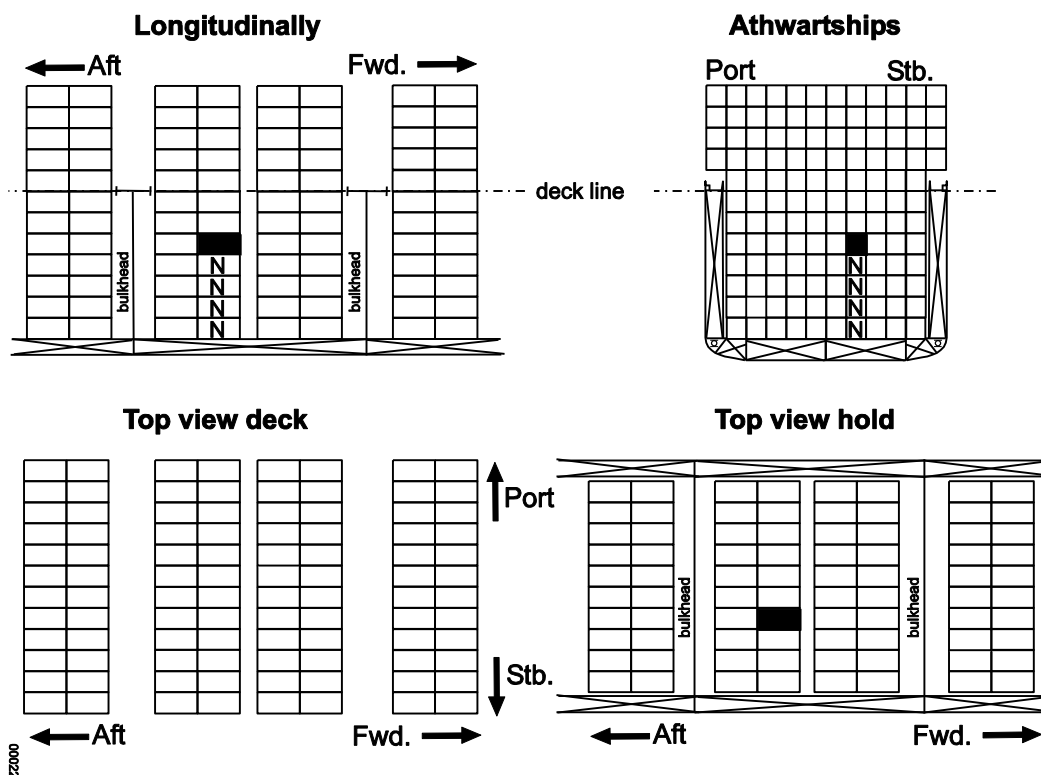 Longitudinally
Athwartships
Aft
Fwd.
Port
Stb.
deck line
bulkhead
bulkhead
N
N
N
N
N
N
N
N
Top view deck
Top view hold
Port
Stb.
bulkhead
bulkhead
Aft
Fwd.
Aft
Fwd.